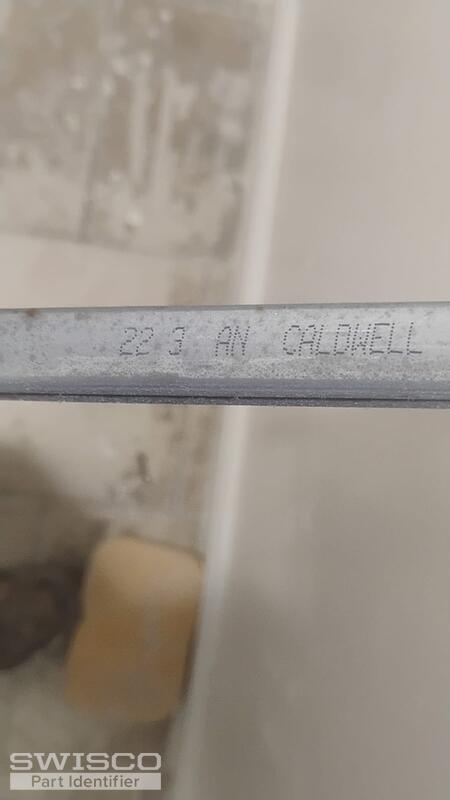 22 3 AN CALDWELL
SWISCO
Part Identifier